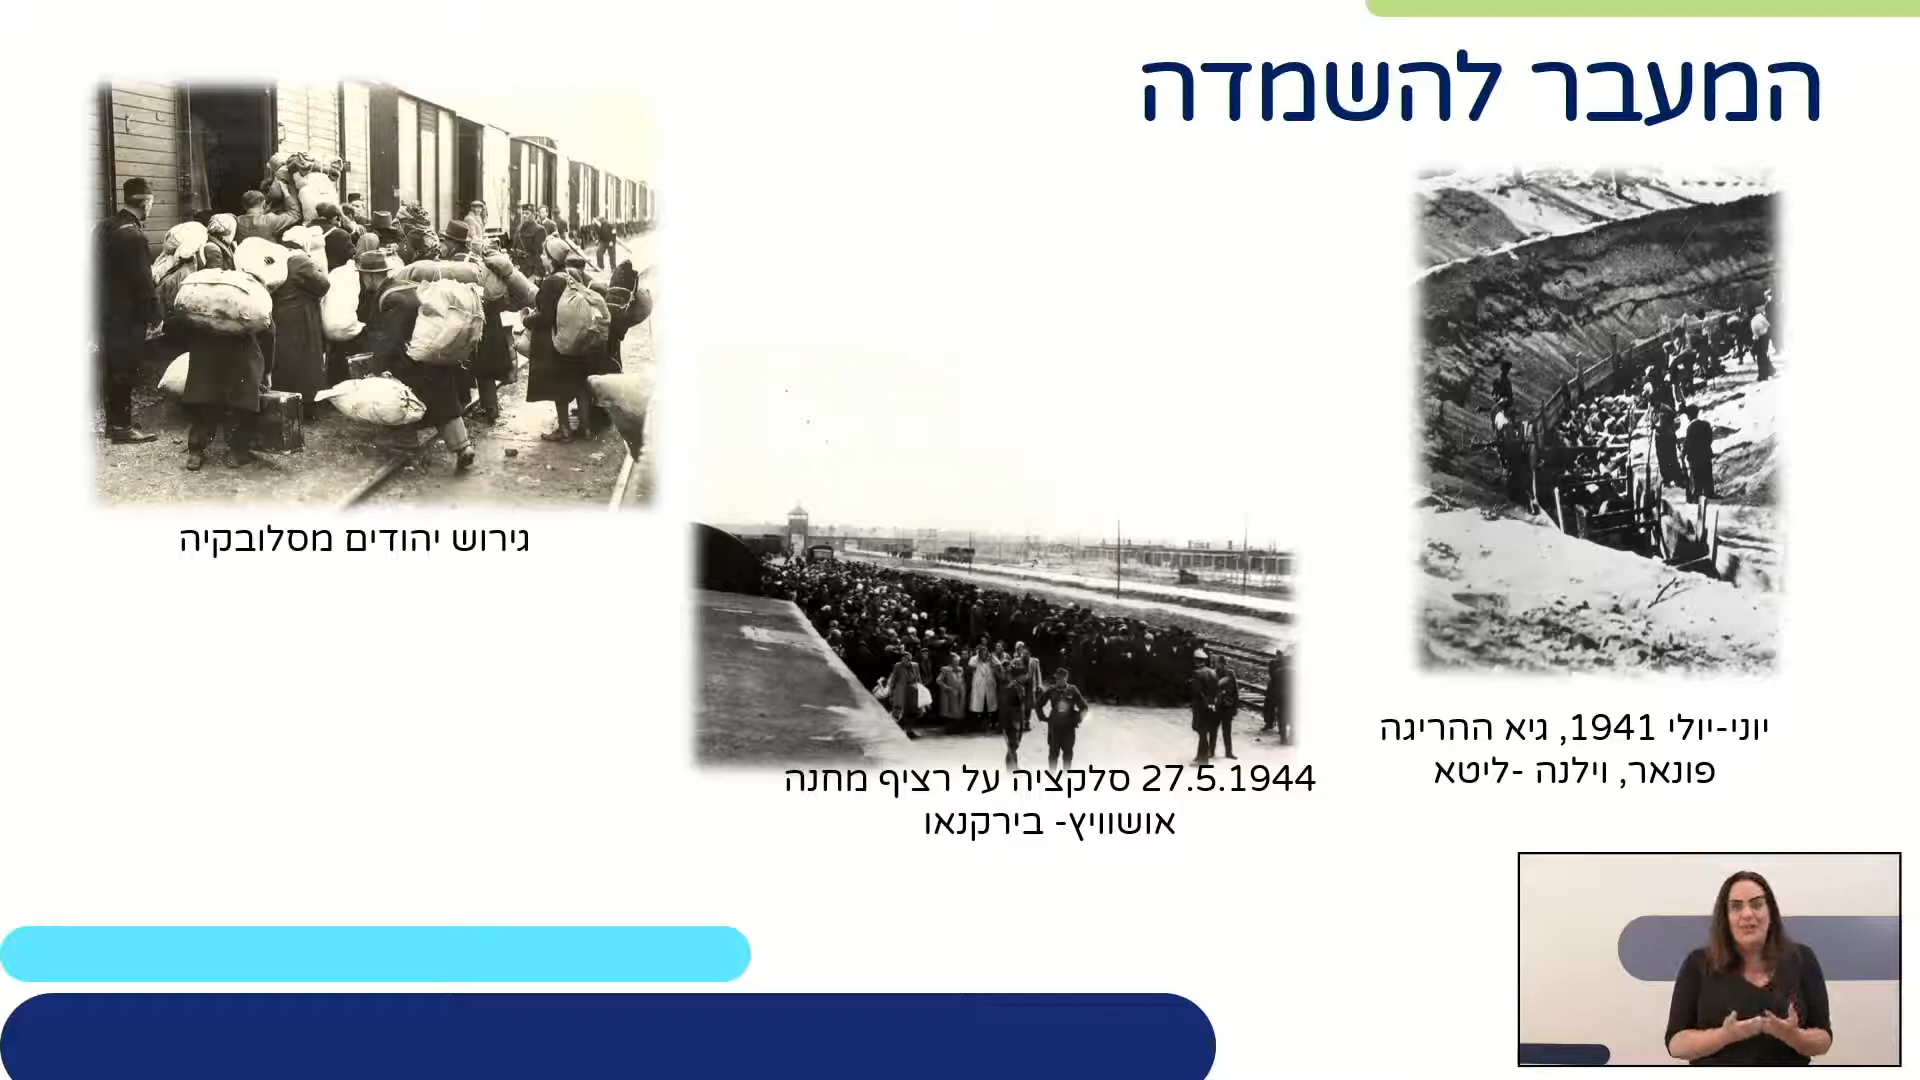 המעבר להשמדה
גירוש יהודים מסלובקיה
27.5.1944 סלקציה על רציף מחנה
אושוויץ- בירקנאו
יוני-יולי 1941, גיא ההריגה
פונאר, וילנה -ליטא